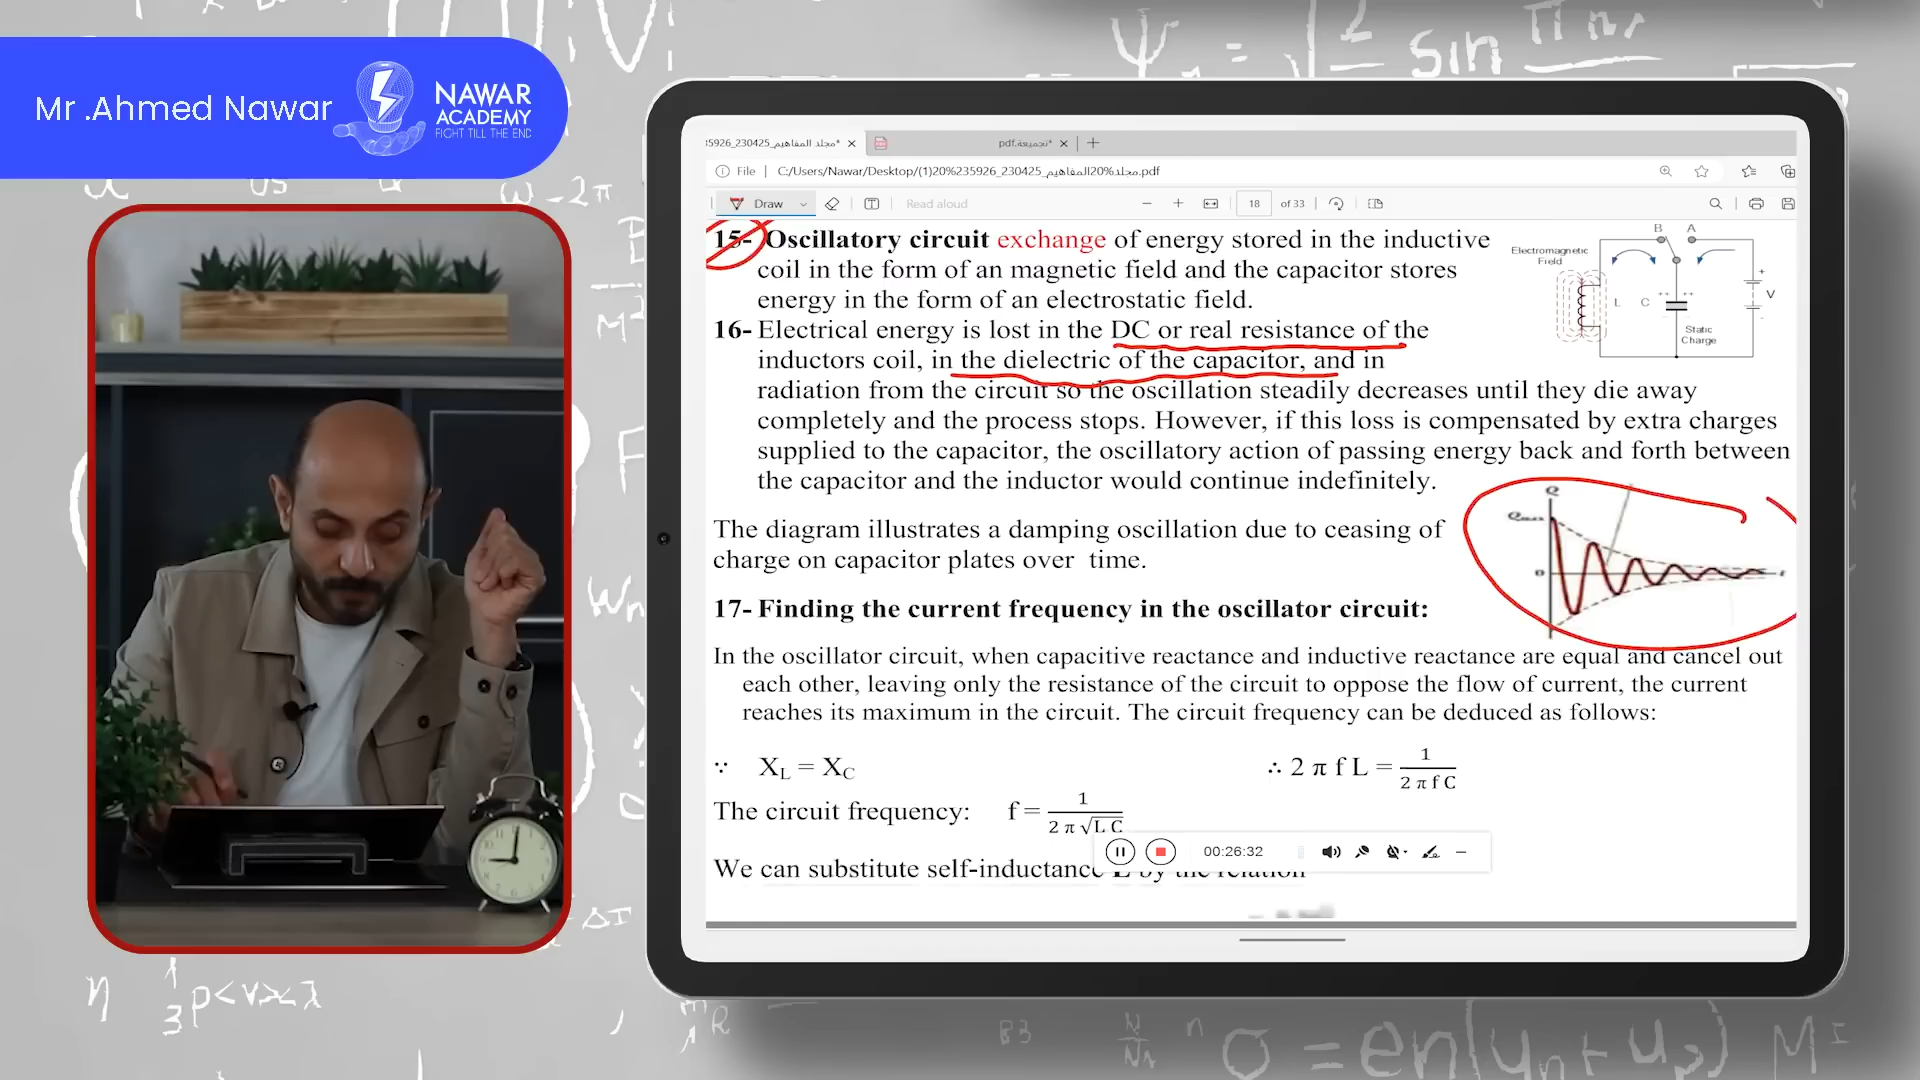 Mr .Ahmed Nawar
NAWAR
ACADEMY
FIGHT TILL THE END
pdf.تجميعة*
File C:/Users/Nawar/Desktop/(1)20%235926_230425_مجلد%20المفاهيم.pdf
Draw Read aloud 18 of 33
15- Oscillatory circuit exchange of energy stored in the inductive
coil in the form of an magnetic field and the capacitor stores
energy in the form of an electrostatic field.
B A
Electromagnetic
Field
L C V
Static
Charge
16- Electrical energy is lost in the DC or real resistance of the
inductors coil, in the dielectric of the capacitor, and in
radiation from the circuit so the oscillation steadily decreases until they die away
completely and the process stops. However, if this loss is compensated by extra charges
supplied to the capacitor, the oscillatory action of passing energy back and forth between
the capacitor and the inductor would continue indefinitely.
The diagram illustrates a damping oscillation due to ceasing of
charge on capacitor plates over time.
Q
0
t
17- Finding the current frequency in the oscillator circuit:
In the oscillator circuit, when capacitive reactance and inductive reactance are equal and cancel out
each other, leaving only the resistance of the circuit to oppose the flow of current, the current
reaches its maximum in the circuit. The circuit frequency can be deduced as follows:
∵ X_L = X_C ∴ 2 π f L = 1 / 2 π f C
The circuit frequency: f = 1 / 2 π √L C
00:26:32
We can substitute self-inductance L by the relation